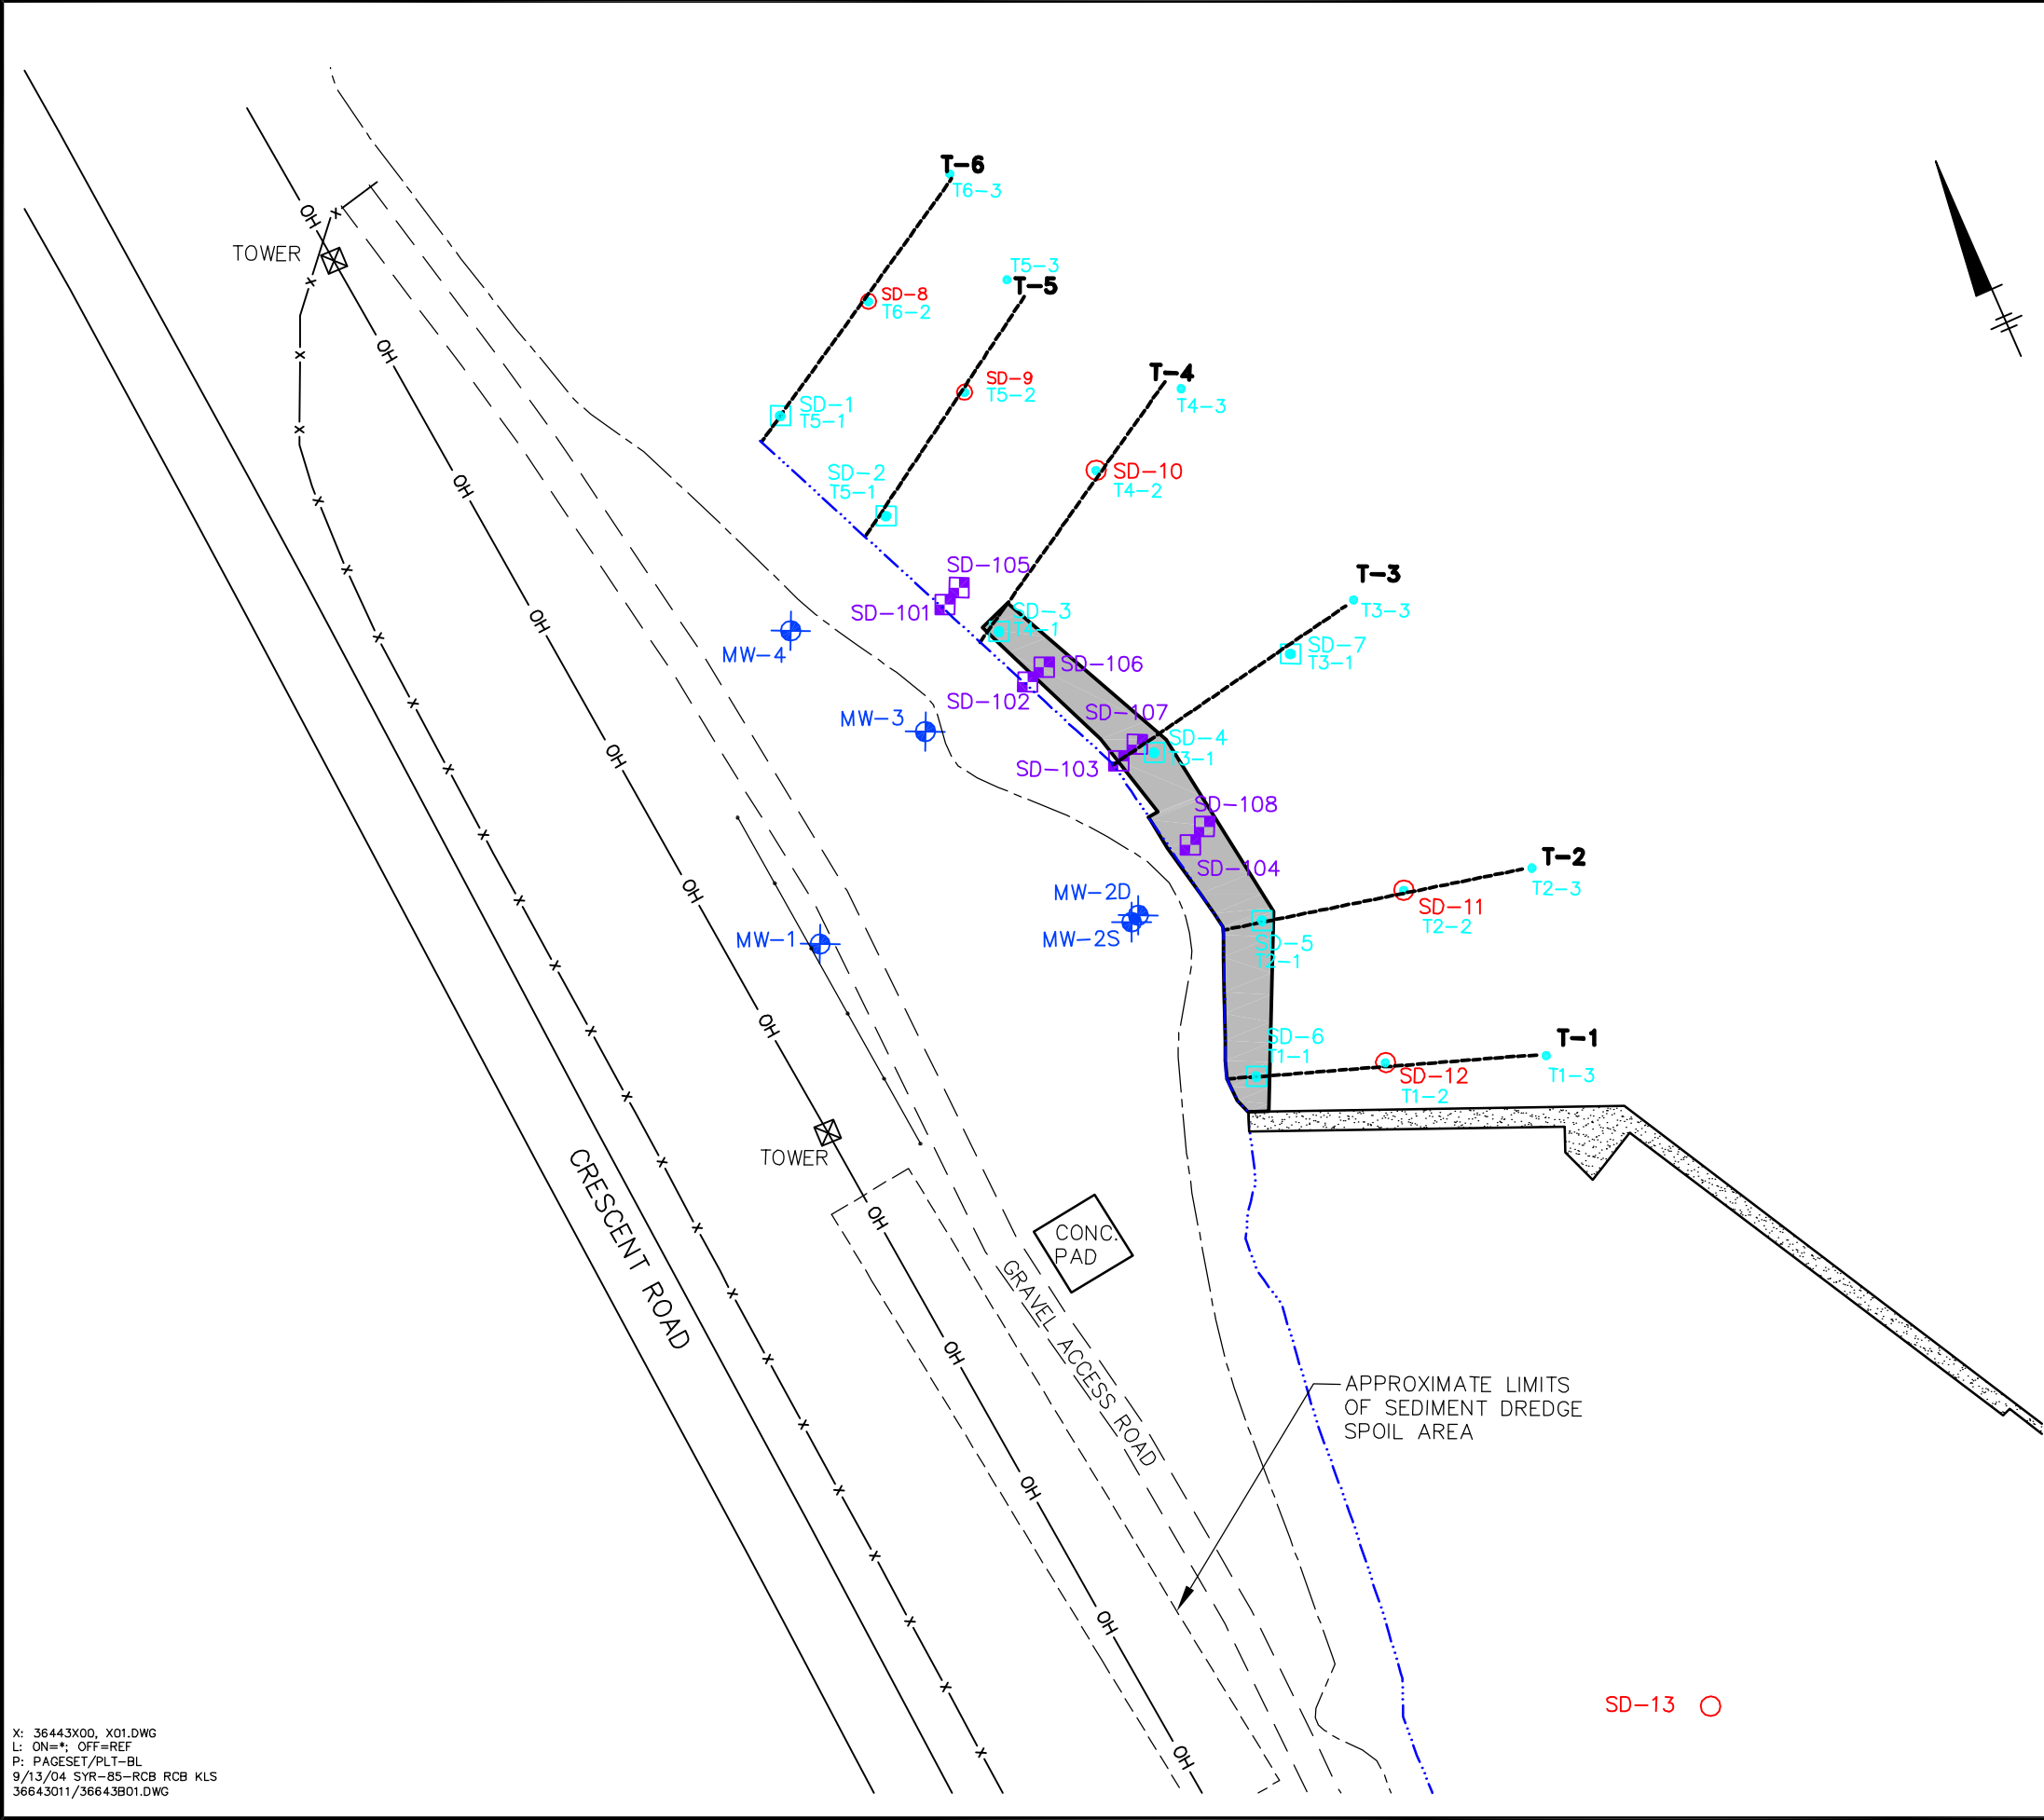 T-6
T6-3
TOWER
OH
x
T5-3
T-5
SD-8
T6-2
OH
T-4
SD-9
T5-2
T4-3
SD-1
T5-1
SD-2
T5-1
SD-10
T4-2
OH
SD-105
T-3
SD-101
SD-3
T4-1
T3-3
OH
MW-4
SD-7
T3-1
SD-106
SD-102
SD-107
MW-3
SD-4
T3-1
SD-103
OH
SD-108
SD-104
T-2
T2-3
OH
MW-2D
SD-11
T2-2
MW-1
MW-2S
SD-5
T2-1
OH
SD-6
T1-1
T-1
SD-12
T1-3
T1-2
TOWER
CRESCENT ROAD
OH
CONC.
PAD
GRAVEL ACCESS ROAD
OH
APPROXIMATE LIMITS
OF SEDIMENT DREDGE
SPOIL AREA
OH
OH
SD-13
OH
X: 36443X00, X01.DWG
L: ON=*; OFF=REF
P: PAGESET/PLT-BL
9/13/04 SYR-85-RCB RCB KLS
36643011/36643B01.DWG